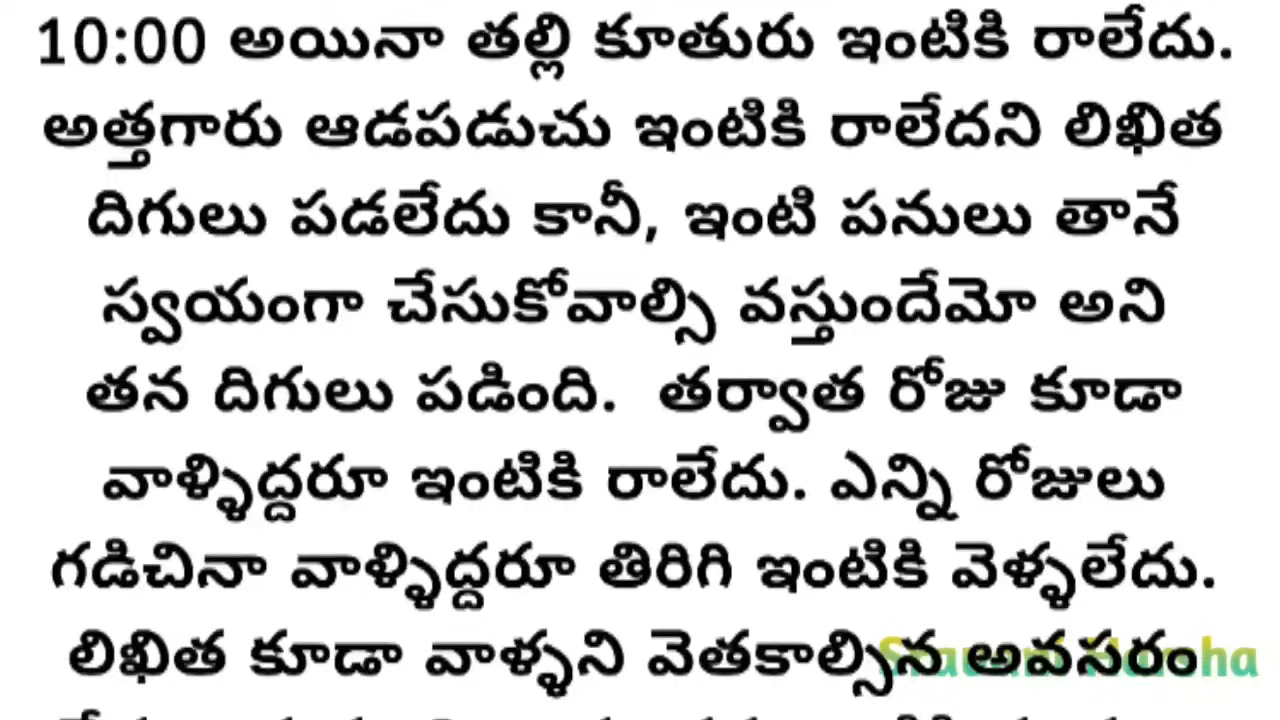 10:00 అయినా తల్లి కూతురు ఇంటికి రాలేదు.
అత్తగారు ఆడపడుచు ఇంటికి రాలేదని లిఖిత
దిగులు పడలేదు కానీ, ఇంటి పనులు తానే
స్వయంగా చేసుకోవాల్సి వస్తుందేమో అని
తన దిగులు పడింది. తర్వాత రోజు కూడా
వాళ్ళిద్దరూ ఇంటికి రాలేదు. ఎన్ని రోజులు
గడిచినా వాళ్ళిద్దరూ తిరిగి ఇంటికి వెళ్ళలేదు.
లిఖిత కూడా వాళ్ళని వెతకాల్సిన అవసరం